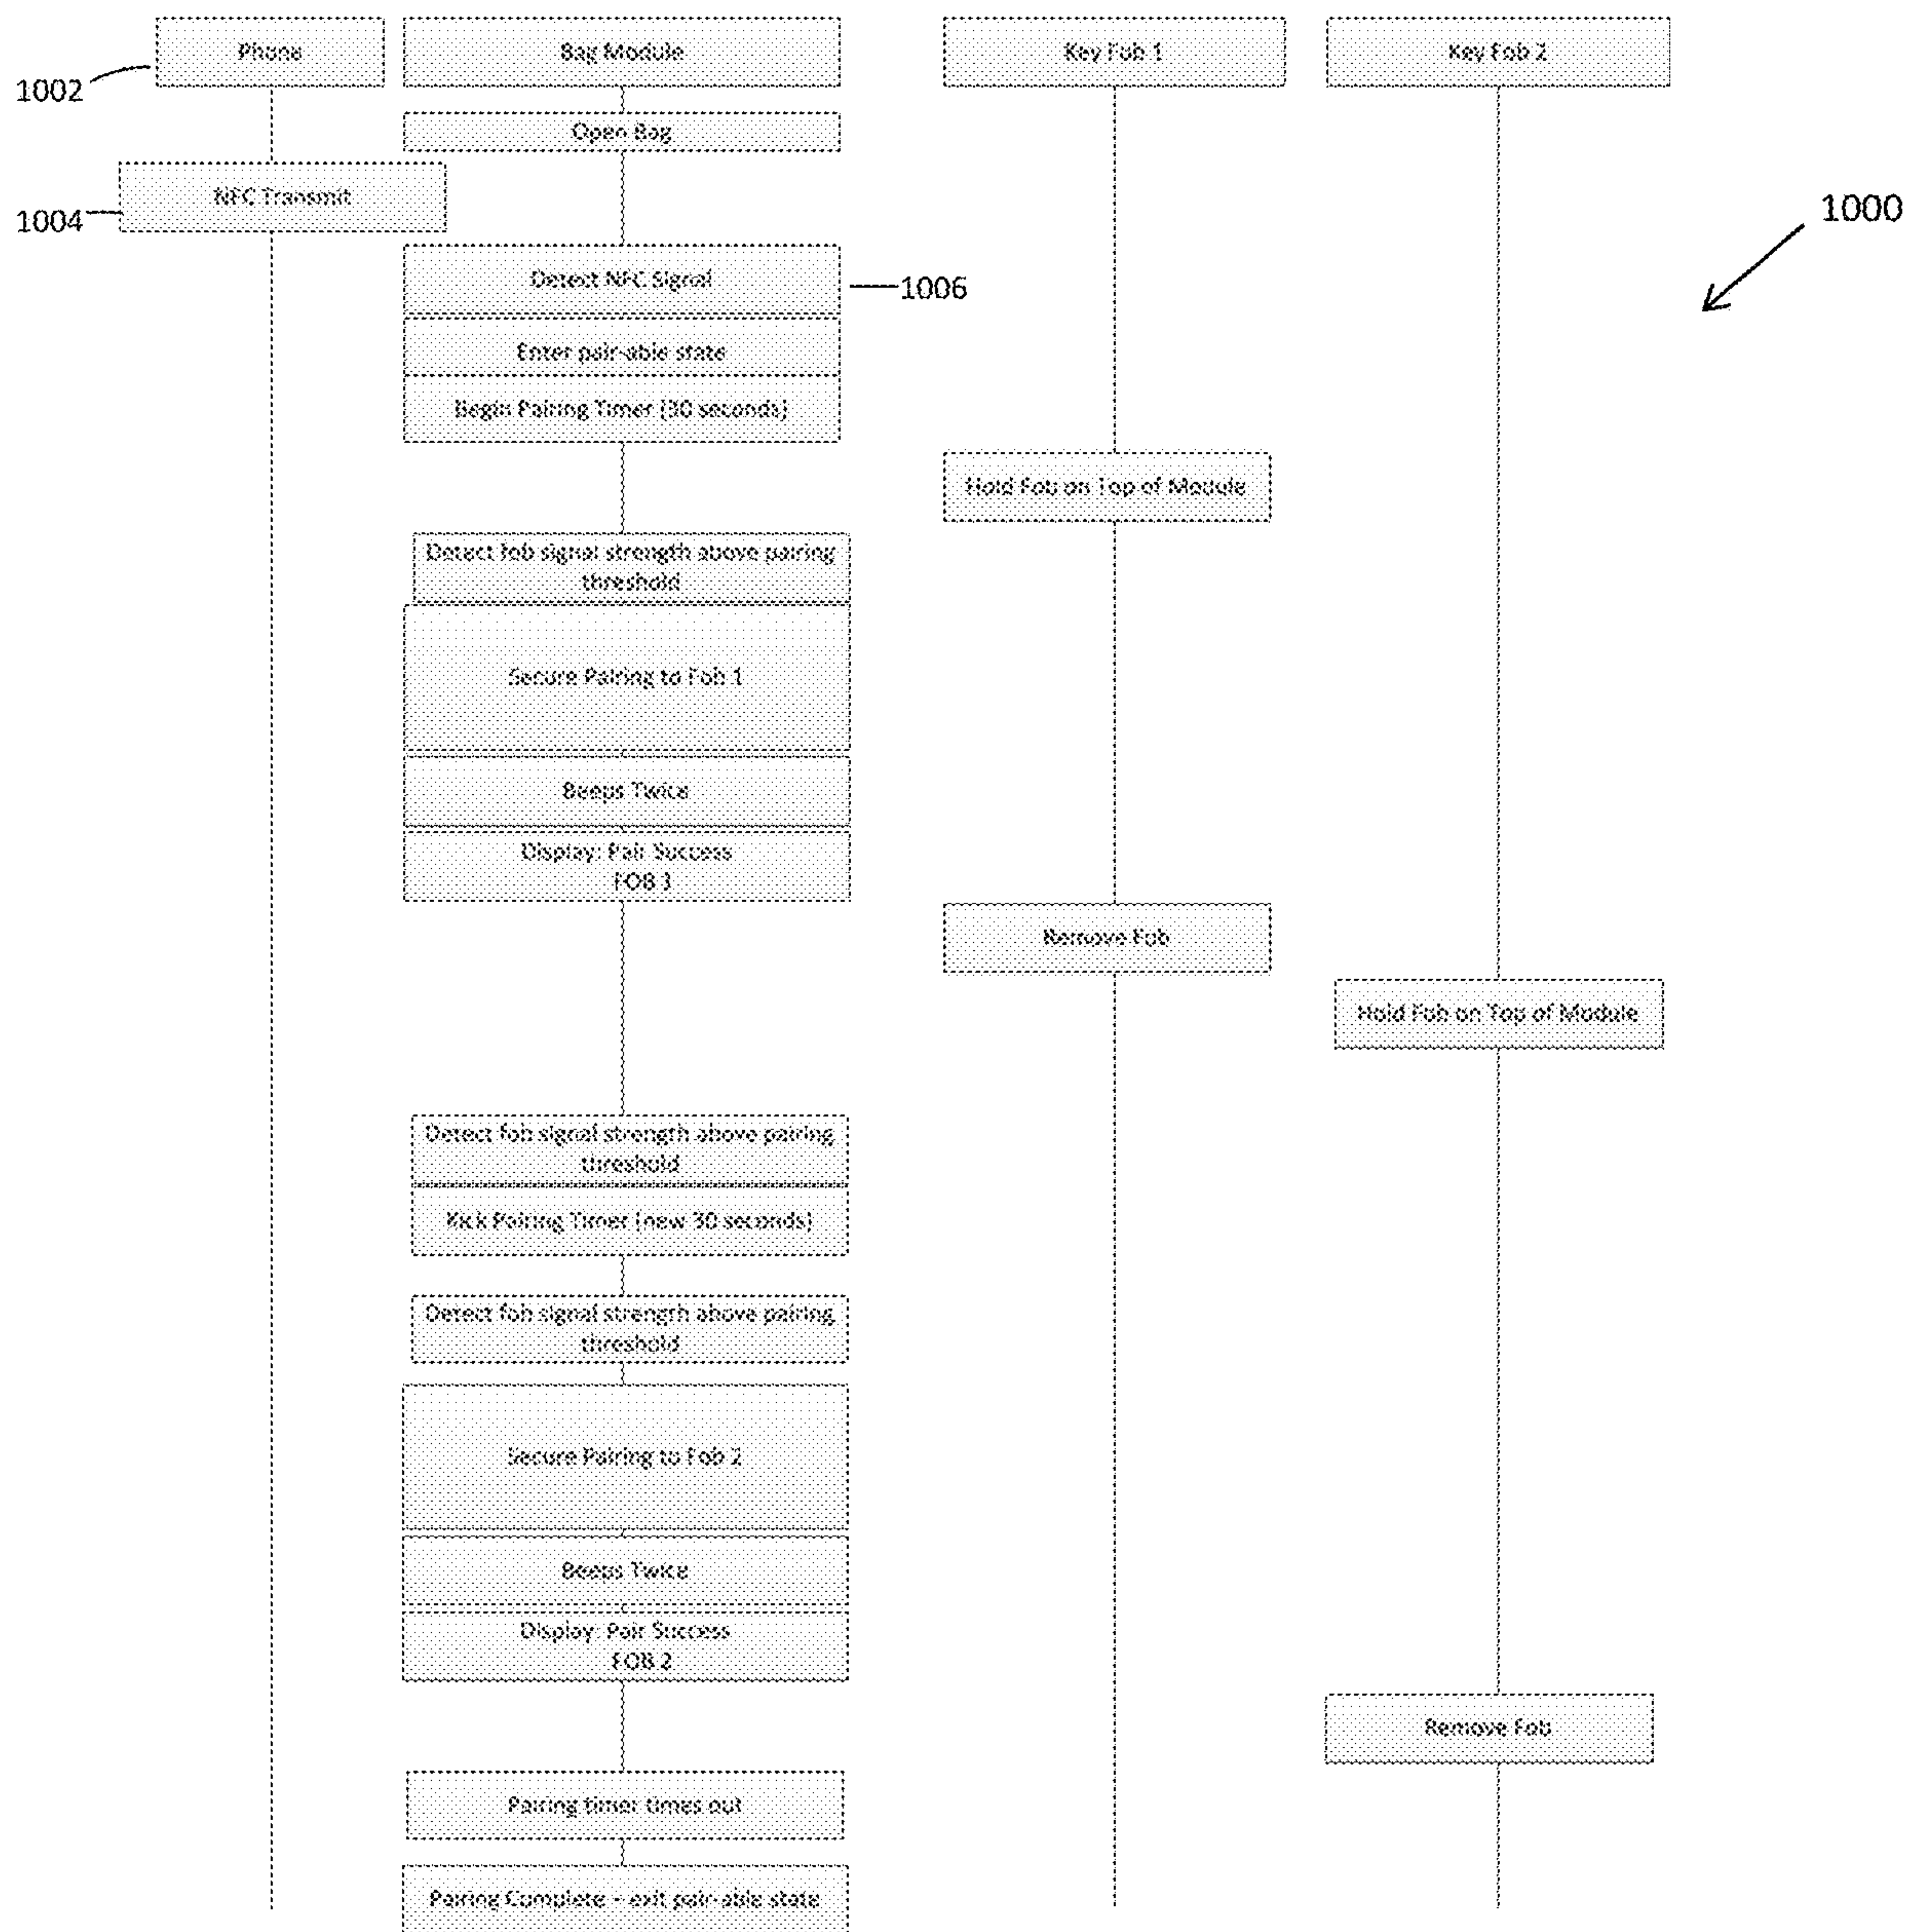 Phone
Bag Module
Key Fob 1
Key Fob 2
1002
Open Bag
NFC Transmit
1004
1000
Detect NFC Signal
1006
Enter pair-able state
Begin Pairing Timer (30 seconds)
Hold Fob on Top of Module
Detect fob signal strength above pairing
threshold
Secure Pairing to Fob 1
Beeps Twice
Display: Pair Success
FOB 1
Remove Fob
Hold Fob on Top of Module
Detect fob signal strength above pairing
threshold
Kick Pairing Timer (new 30 seconds)
Detect fob signal strength above pairing
threshold
Secure Pairing to Fob 2
Beeps Twice
Display: Pair Success
FOB 2
Remove Fob
Pairing timer times out
Pairing Complete - exit pair-able state